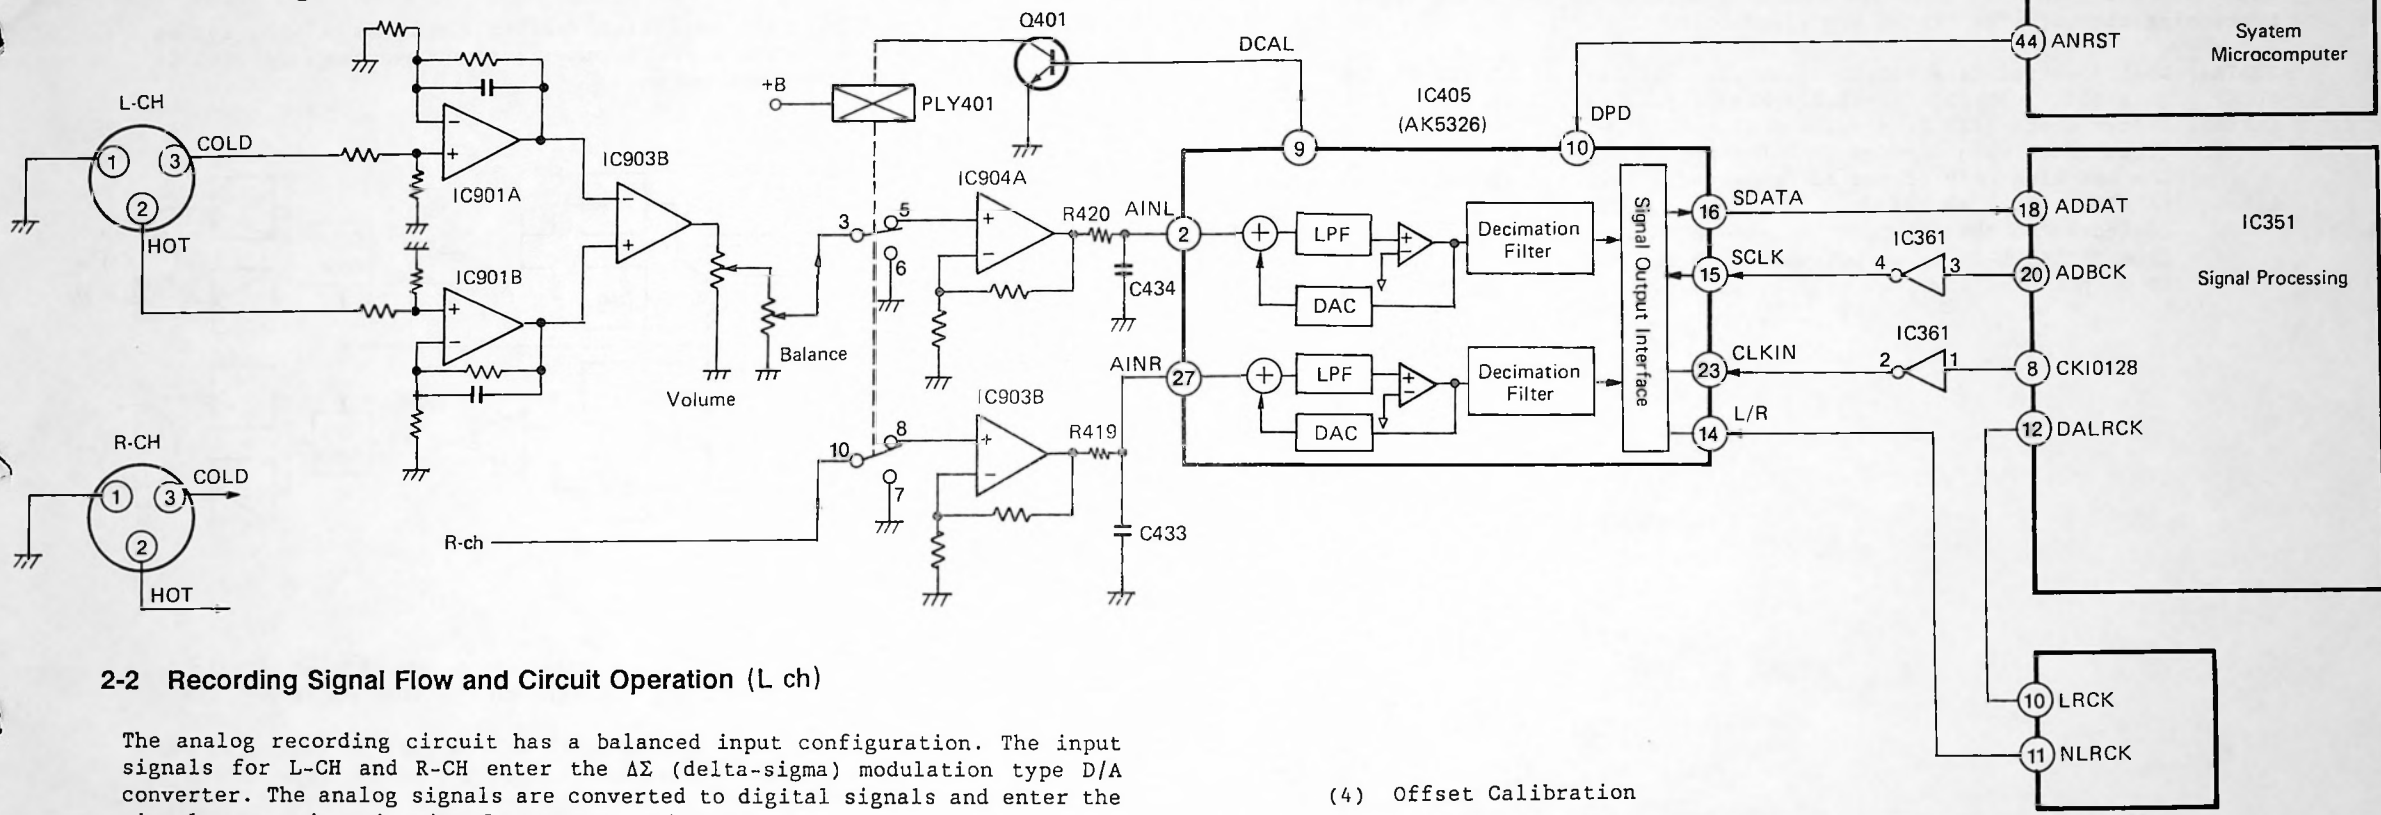 Q401
DCAL
44 ANRST
Syatem
Microcomputer
+B
PLY401
IC405
(AK5326)
DPD
L-CH
1
3
COLD
2
HOT
IC901A
IC903B
IC901B
IC904A
9
10
3
5
6
R420
AINL
2
C434
LPF
DAC
Decimation
Filter
Signal Output Interface
16 SDATA
15 SCLK
IC361
4
3
18 ADDAT
20 ADBCK
IC351
Signal Processing
Volume
Balance
AINR
27
LPF
DAC
Decimation
Filter
23 CLKIN
IC361
2
1
8 CKI0128
14 L/R
12 DALRCK
R-CH
1
3
COLD
2
HOT
IC903B
R419
10
8
7
R-ch
C433
10 LRCK
11 NLRCK
2-2 Recording Signal Flow and Circuit Operation (L ch)
The analog recording circuit has a balanced input configuration. The input
signals for L-CH and R-CH enter the ΔΣ (delta-sigma) modulation type D/A
converter. The analog signals are converted to digital signals and enter the
(4) Offset Calibration